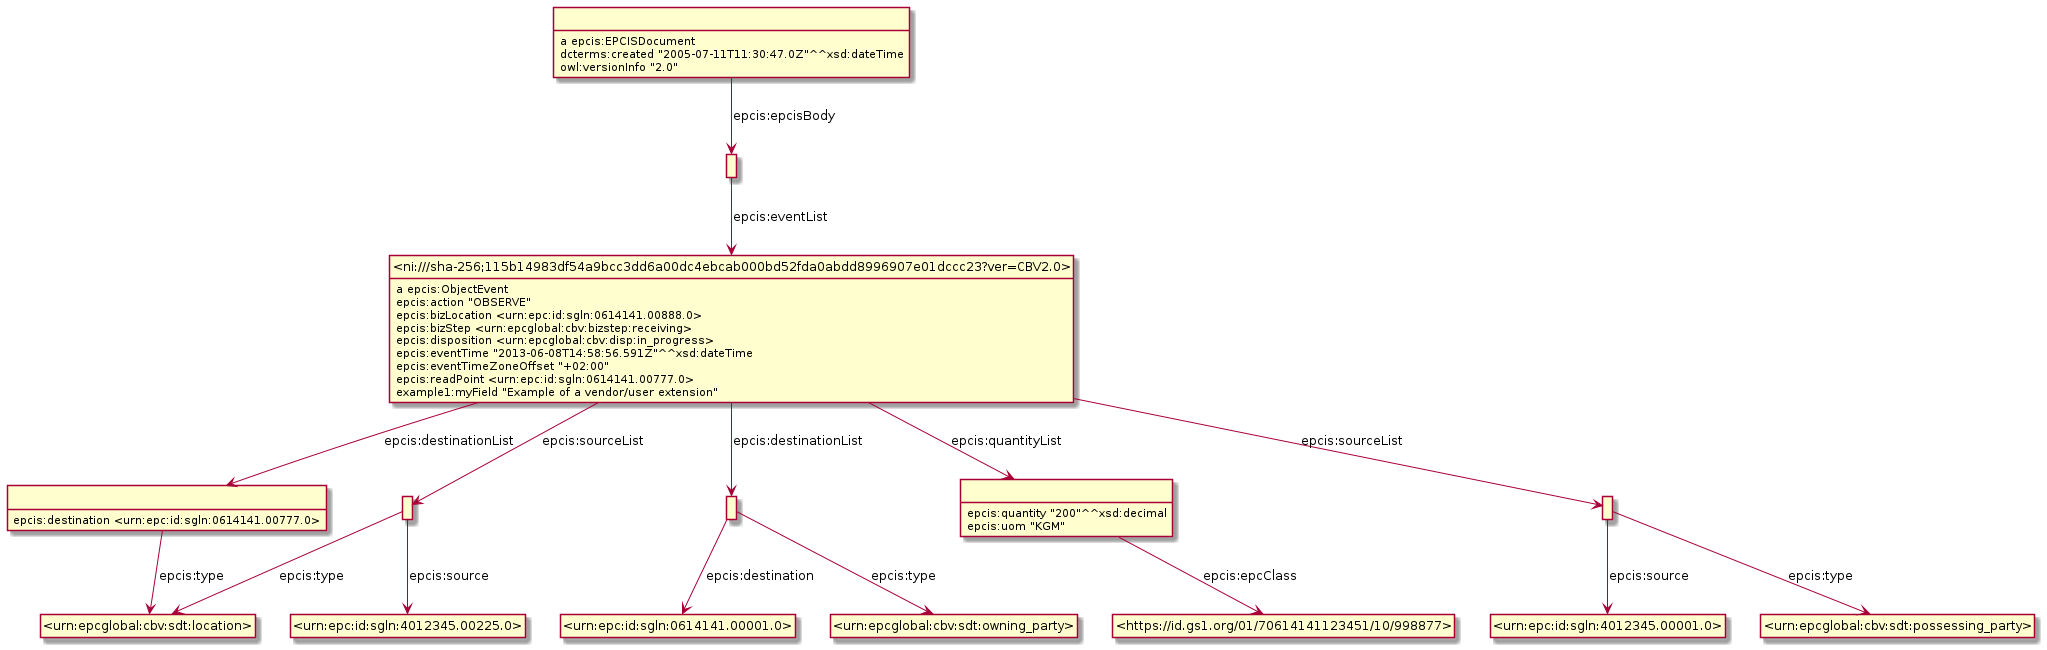 a epcis:EPCISDocument
dcterms:created "2005-07-11T11:30:47.0Z"^^xsd:dateTime
owl:versionInfo "2.0"
epcis:epcisBody
epcis:eventList
<ni:///sha-256;115b14983df54a9bcc3dd6a00dc4ebcab000bd52fda0abdd8996907e01dccc23?ver=CBV2.0>
a epcis:ObjectEvent
epcis:action "OBSERVE"
epcis:bizLocation <urn:epc:id:sgln:0614141.00888.0>
epcis:bizStep <urn:epcglobal:cbv:bizstep:receiving>
epcis:disposition <urn:epcglobal:cbv:disp:in_progress>
epcis:eventTime "2013-06-08T14:58:56.591Z"^^xsd:dateTime
epcis:eventTimeZoneOffset "+02:00"
epcis:readPoint <urn:epc:id:sgln:0614141.00777.0>
example1:myField "Example of a vendor/user extension"
epcis:destinationList
epcis:sourceList
epcis:destinationList
epcis:quantityList
epcis:sourceList
epcis:destination <urn:epc:id:sgln:0614141.00777.0>
epcis:quantity "200"^^xsd:decimal
epcis:uom "KGM"
epcis:type
epcis:type
epcis:source
epcis:destination
epcis:type
epcis:epcClass
epcis:source
epcis:type
<urn:epcglobal:cbv:sdt:location>
<urn:epc:id:sgln:4012345.00225.0>
<urn:epc:id:sgln:0614141.00001.0>
<urn:epcglobal:cbv:sdt:owning_party>
<https://id.gs1.org/01/70614141123451/10/998877>
<urn:epc:id:sgln:4012345.00001.0>
<urn:epcglobal:cbv:sdt:possessing_party>